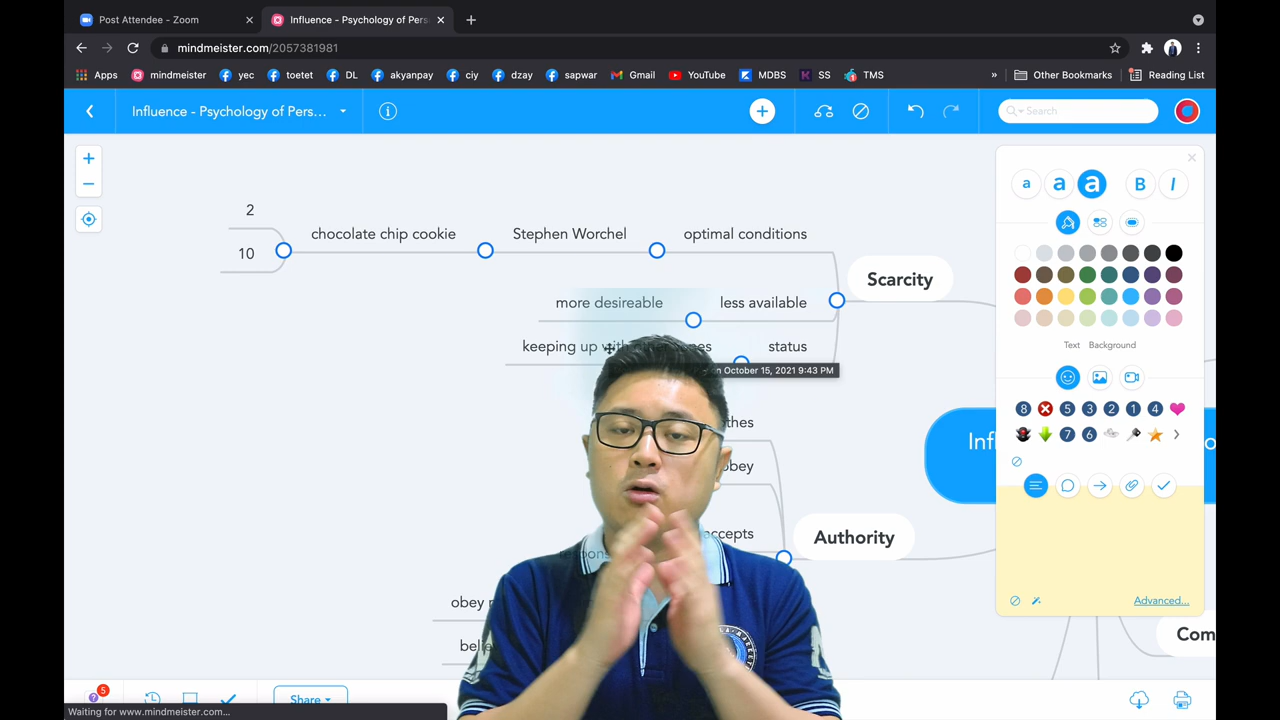 Post Attendee - Zoom
Influence - Psychology of Pers
mindmeister.com/2057381981
Apps mindmeister yec toetet DL akyanpay ciy dzay sapwar Gmail YouTube MDBS SS TMS » Other Bookmarks Reading List
Influence - Psychology of Pers...
Search
a a a B I
2
10
chocolate chip cookie
Stephen Worchel
optimal conditions
Scarcity
more desireable
less available
keeping up with
status
on October 15, 2021 9:43 PM
Text Background
8 5 3 2 1 4
7 6
obey
accepts
Authority
obey
Advanced...
Com
5
Share
Waiting for www.mindmeister.com...